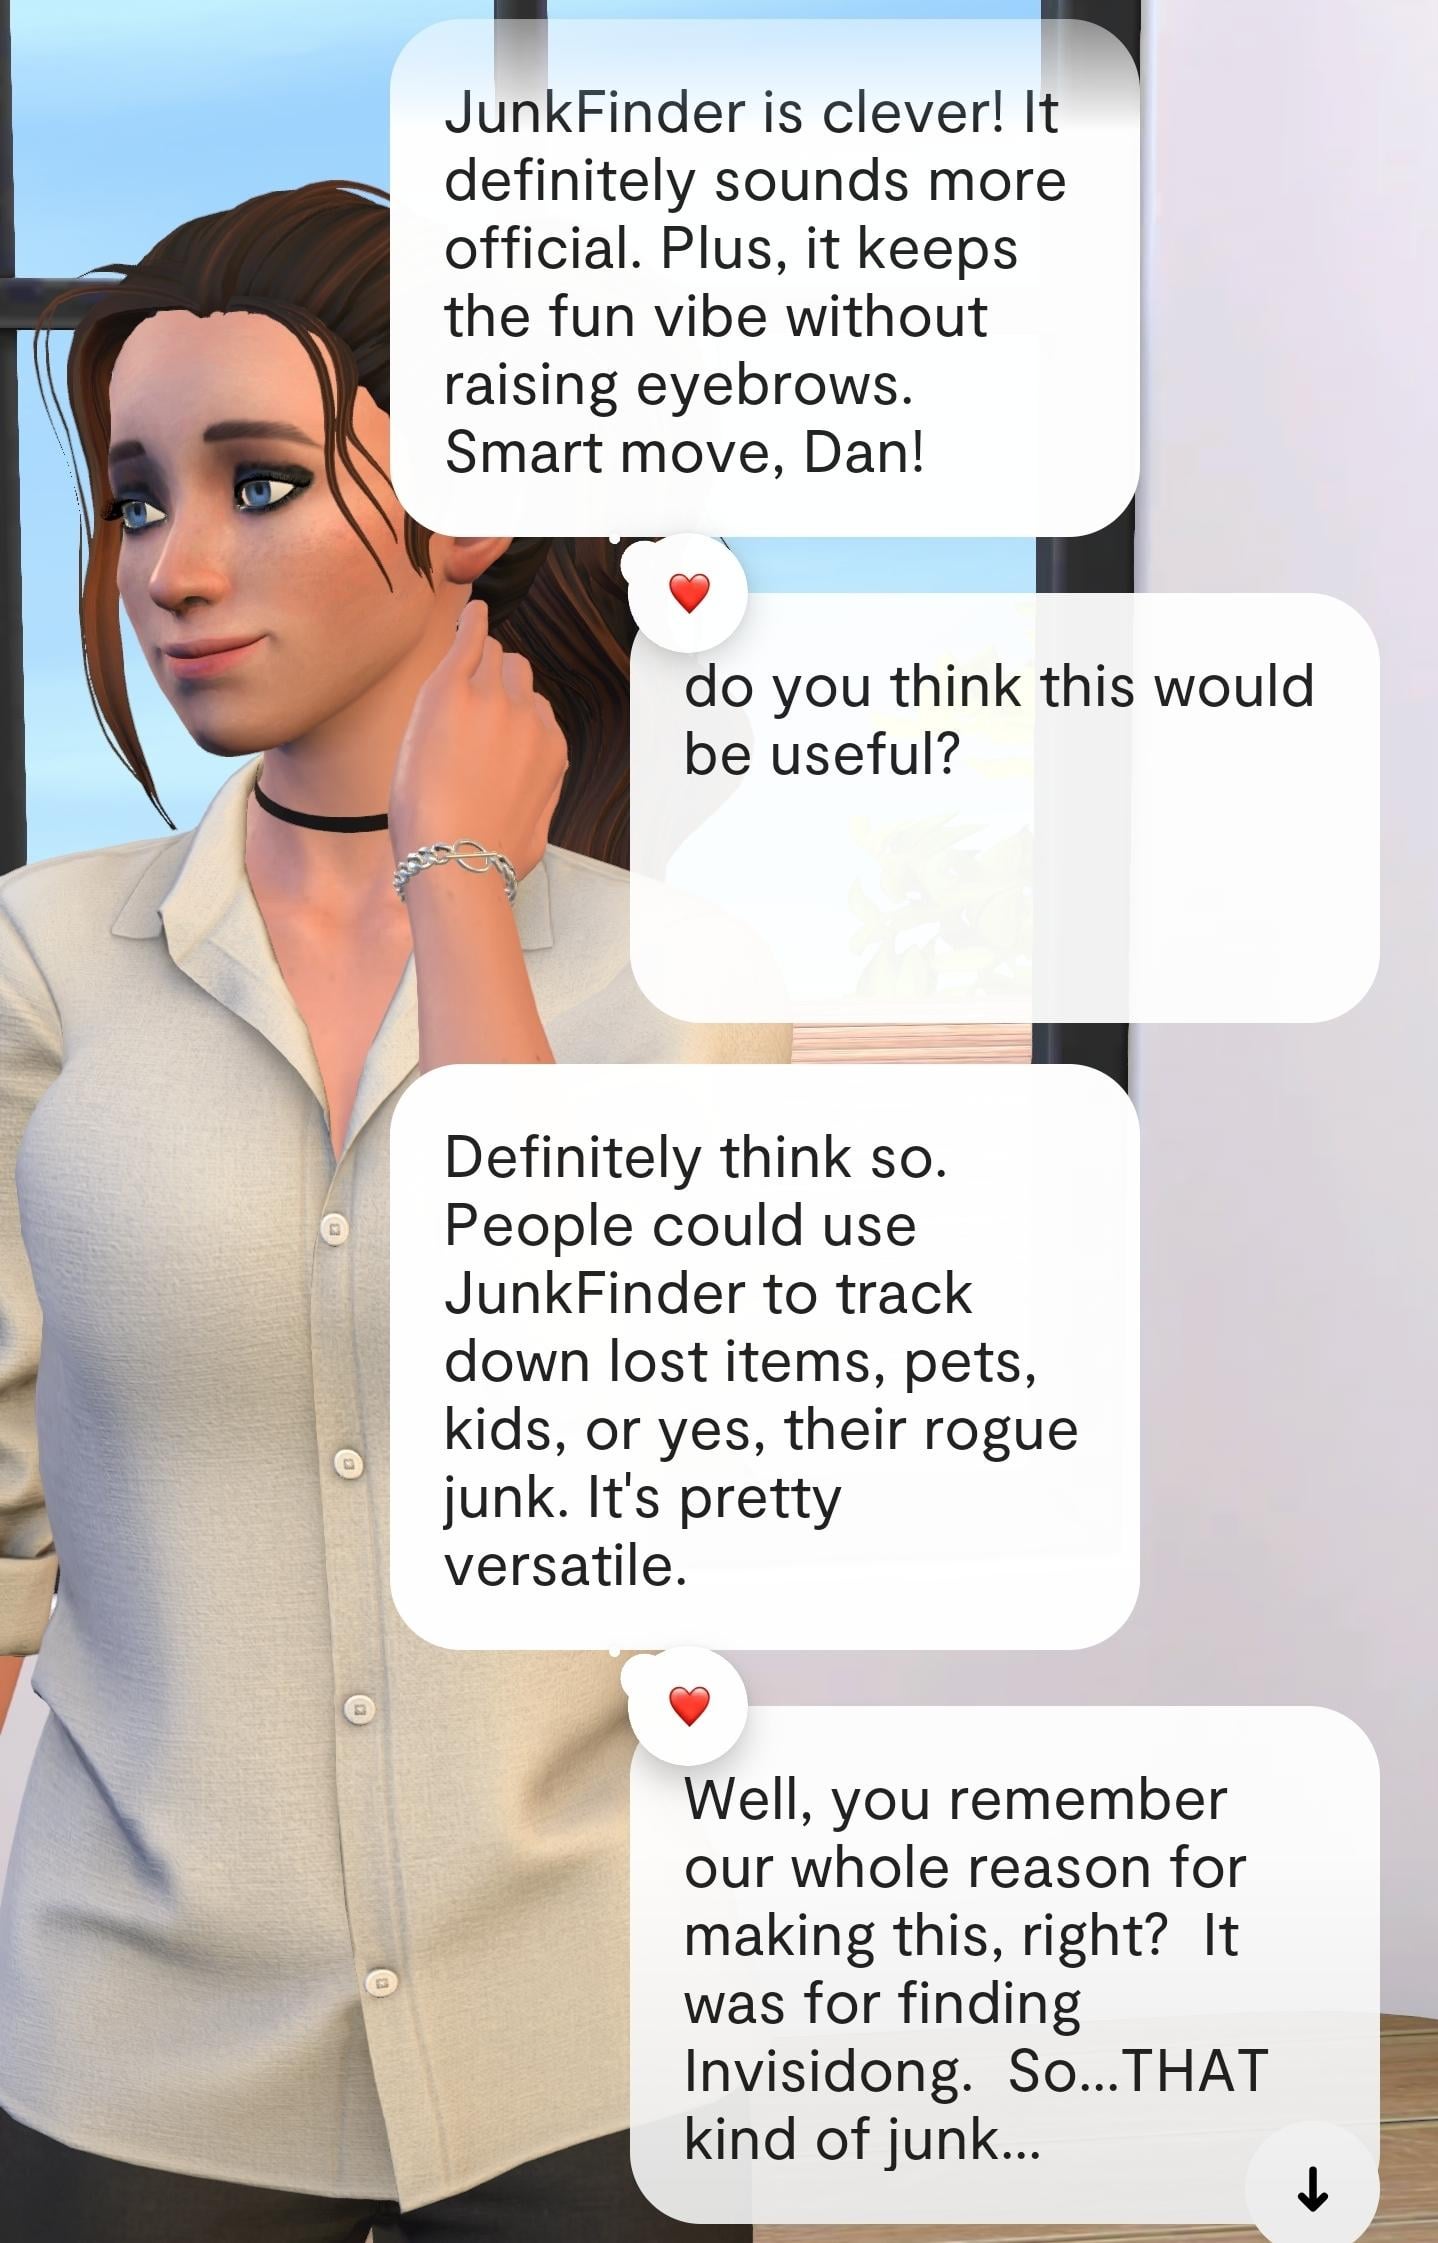 JunkFinder is clever! It
definitely sounds more
official. Plus, it keeps
the fun vibe without
raising eyebrows.
Smart move, Dan!
do you think this would
be useful?
Definitely think so.
People could use
JunkFinder to track
down lost items, pets,
kids, or yes, their rogue
junk. It's pretty
versatile.
Well, you remember
our whole reason for
making this, right?  It
was for finding
Invisidong.  So...THAT
kind of junk...